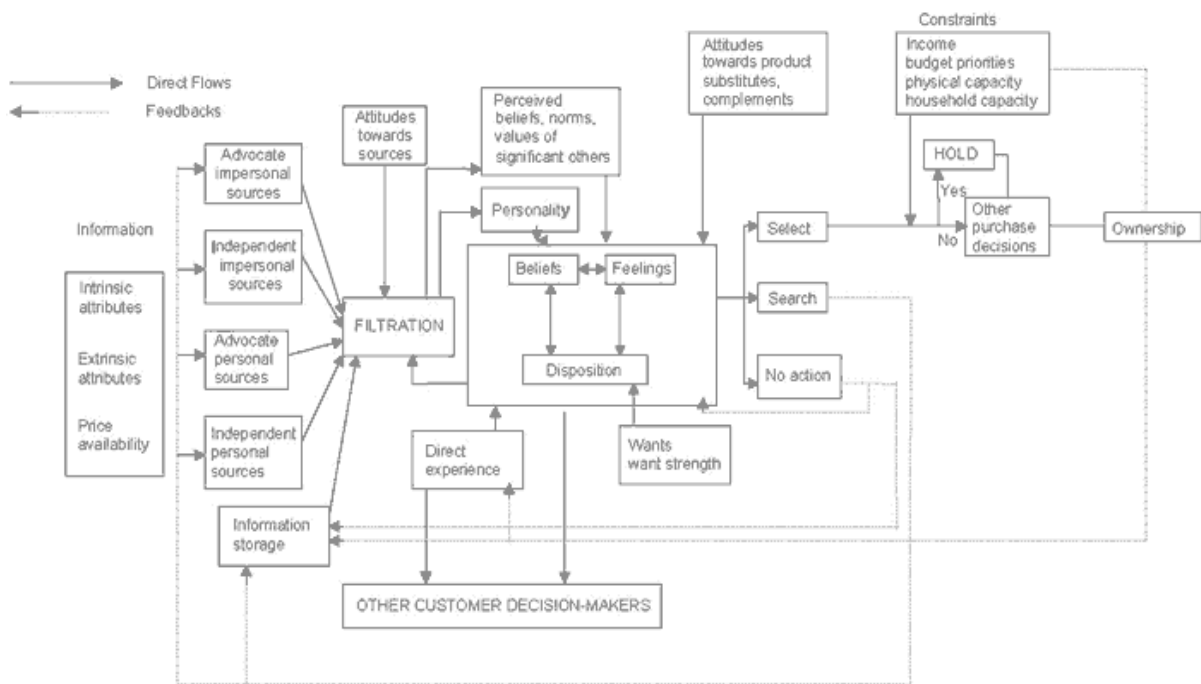 Constraints
Income
budget priorities
physical capacity
household capacity
Attitudes
towards product
substitutes,
complements
Direct Flows
Feedbacks
Perceived
beliefs, norms,
values of
significant others
Attitudes
towards
sources
Advocate
impersonal
sources
HOLD
Yes
No
Other
purchase
decisions
Ownership
Personality
Select
Information
Independent
impersonal
sources
Beliefs
Feelings
Search
Intrinsic
attributes
Extrinsic
attributes
Price
availability
FILTRATION
Advocate
personal
sources
Disposition
No action
Independent
personal
sources
Direct
experience
Wants
want strength
Information
storage
OTHER CUSTOMER DECISION-MAKERS